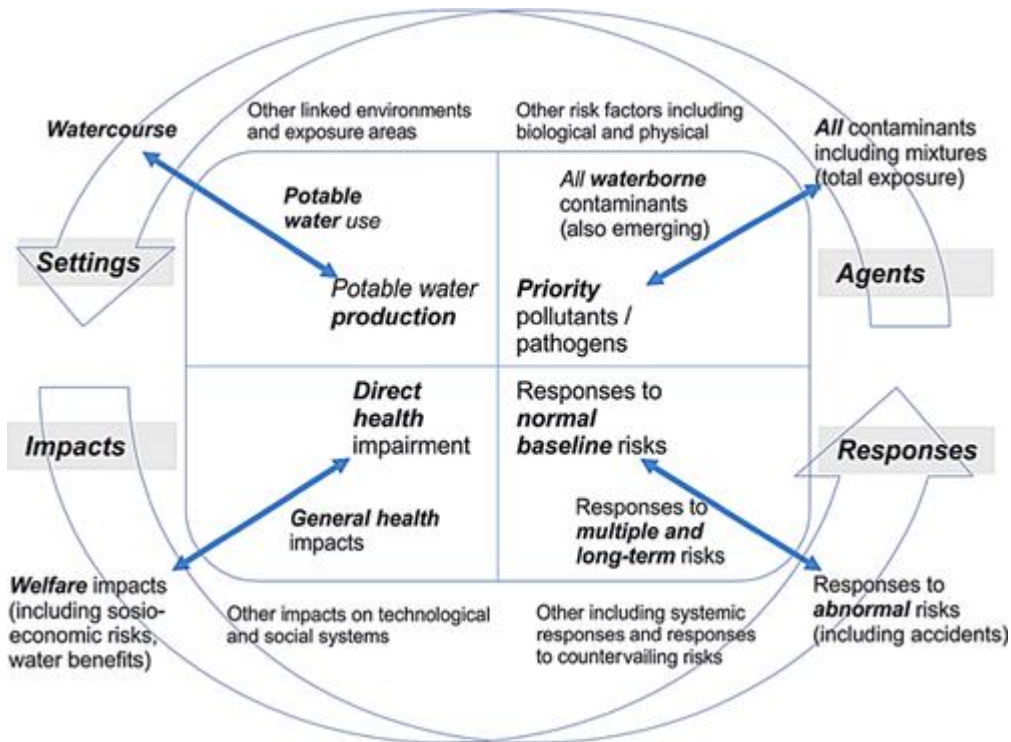 Watercourse
Other linked environments
and exposure areas
Other risk factors including
biological and physical
All contaminants
including mixtures
(total exposure)
Potable
water use
All waterborne
contaminants
(also emerging)
Settings
Agents
Potable water
production
Priority
pollutants /
pathogens
Direct
health
impairment
Responses to
normal
baseline risks
Impacts
Responses
General health
impacts
Responses to
multiple and
long-term risks
Welfare impacts
(including sosio-
economic risks,
water benefits)
Other impacts on technological
and social systems
Other including systemic
responses and responses
to countervailing risks
Responses to
abnormal risks
(including accidents)